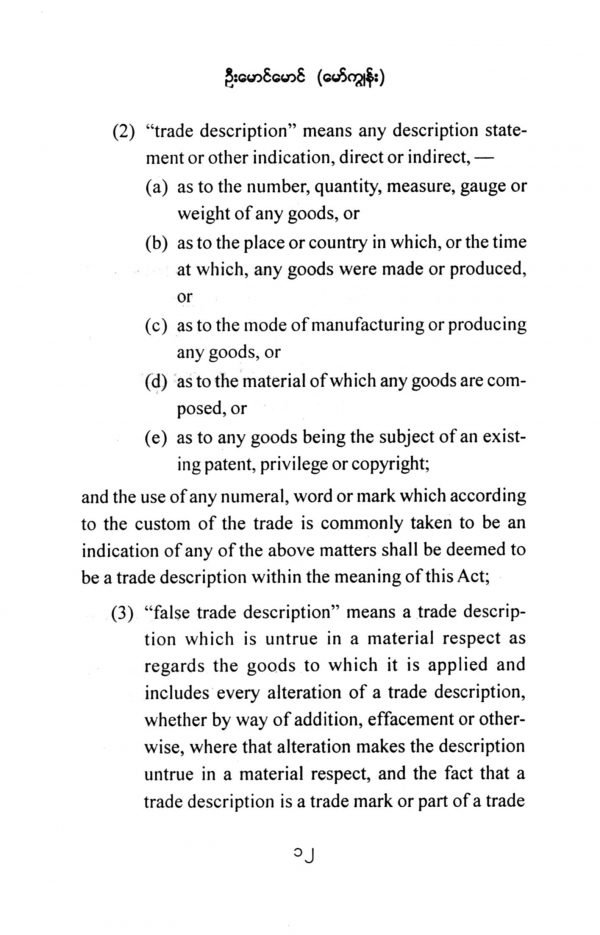 ဦးမောင်မောင် (မော်ကျွန်း)
(2) “trade description” means any description state-
ment or other indication, direct or indirect, —
(a) as to the number, quantity, measure, gauge or
weight of any goods, or
(b) as to the place or country in which, or the time
at which, any goods were made or produced,
or
(c) as to the mode of manufacturing or producing
any goods, or
(d) as to the material of which any goods are com-
posed, or
(e) as to any goods being the subject of an exist-
ing patent, privilege or copyright;
and the use of any numeral, word or mark which according
to the custom of the trade is commonly taken to be an
indication of any of the above matters shall be deemed to
be a trade description within the meaning of this Act;
(3) “false trade description” means a trade descrip-
tion which is untrue in a material respect as
regards the goods to which it is applied and
includes every alteration of a trade description,
whether by way of addition, effacement or other-
wise, where that alteration makes the description
untrue in a material respect, and the fact that a
trade description is a trade mark or part of a trade
၁၂